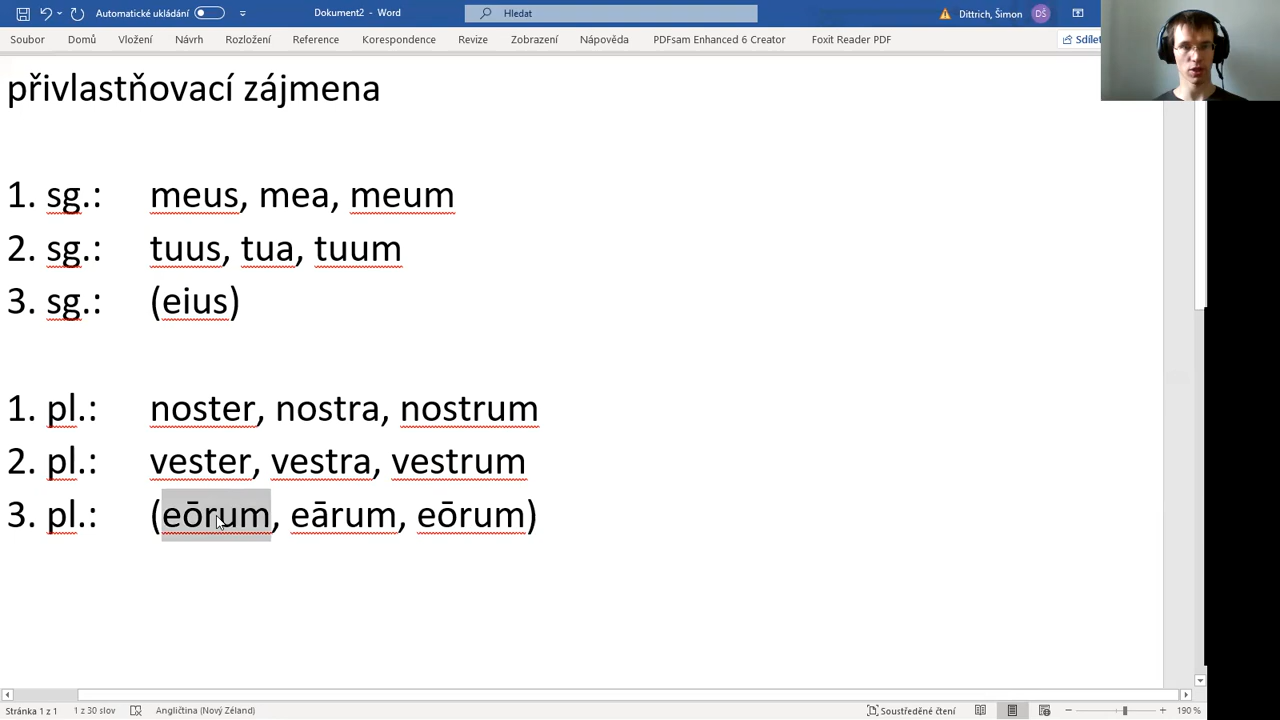 Automatické ukládání
Dokument2 - Word
Hledat
Dittrich, Šimon
DŠ
Soubor Domů Vložení Návrh Rozložení Reference Korespondence Revize Zobrazení Nápověda PDFsam Enhanced 6 Creator Foxit Reader PDF Sdílet
přivlastňovací zájmena
1. sg.: meus, mea, meum
2. sg.: tuus, tua, tuum
3. sg.: (eius)
1. pl.: noster, nostra, nostrum
2. pl.: vester, vestra, vestrum
3. pl.: (eōrum, eārum, eōrum)
Stránka 1 z 1 1 z 30 slov Angličtina (Nový Zéland) Soustředěné čtení 190 %